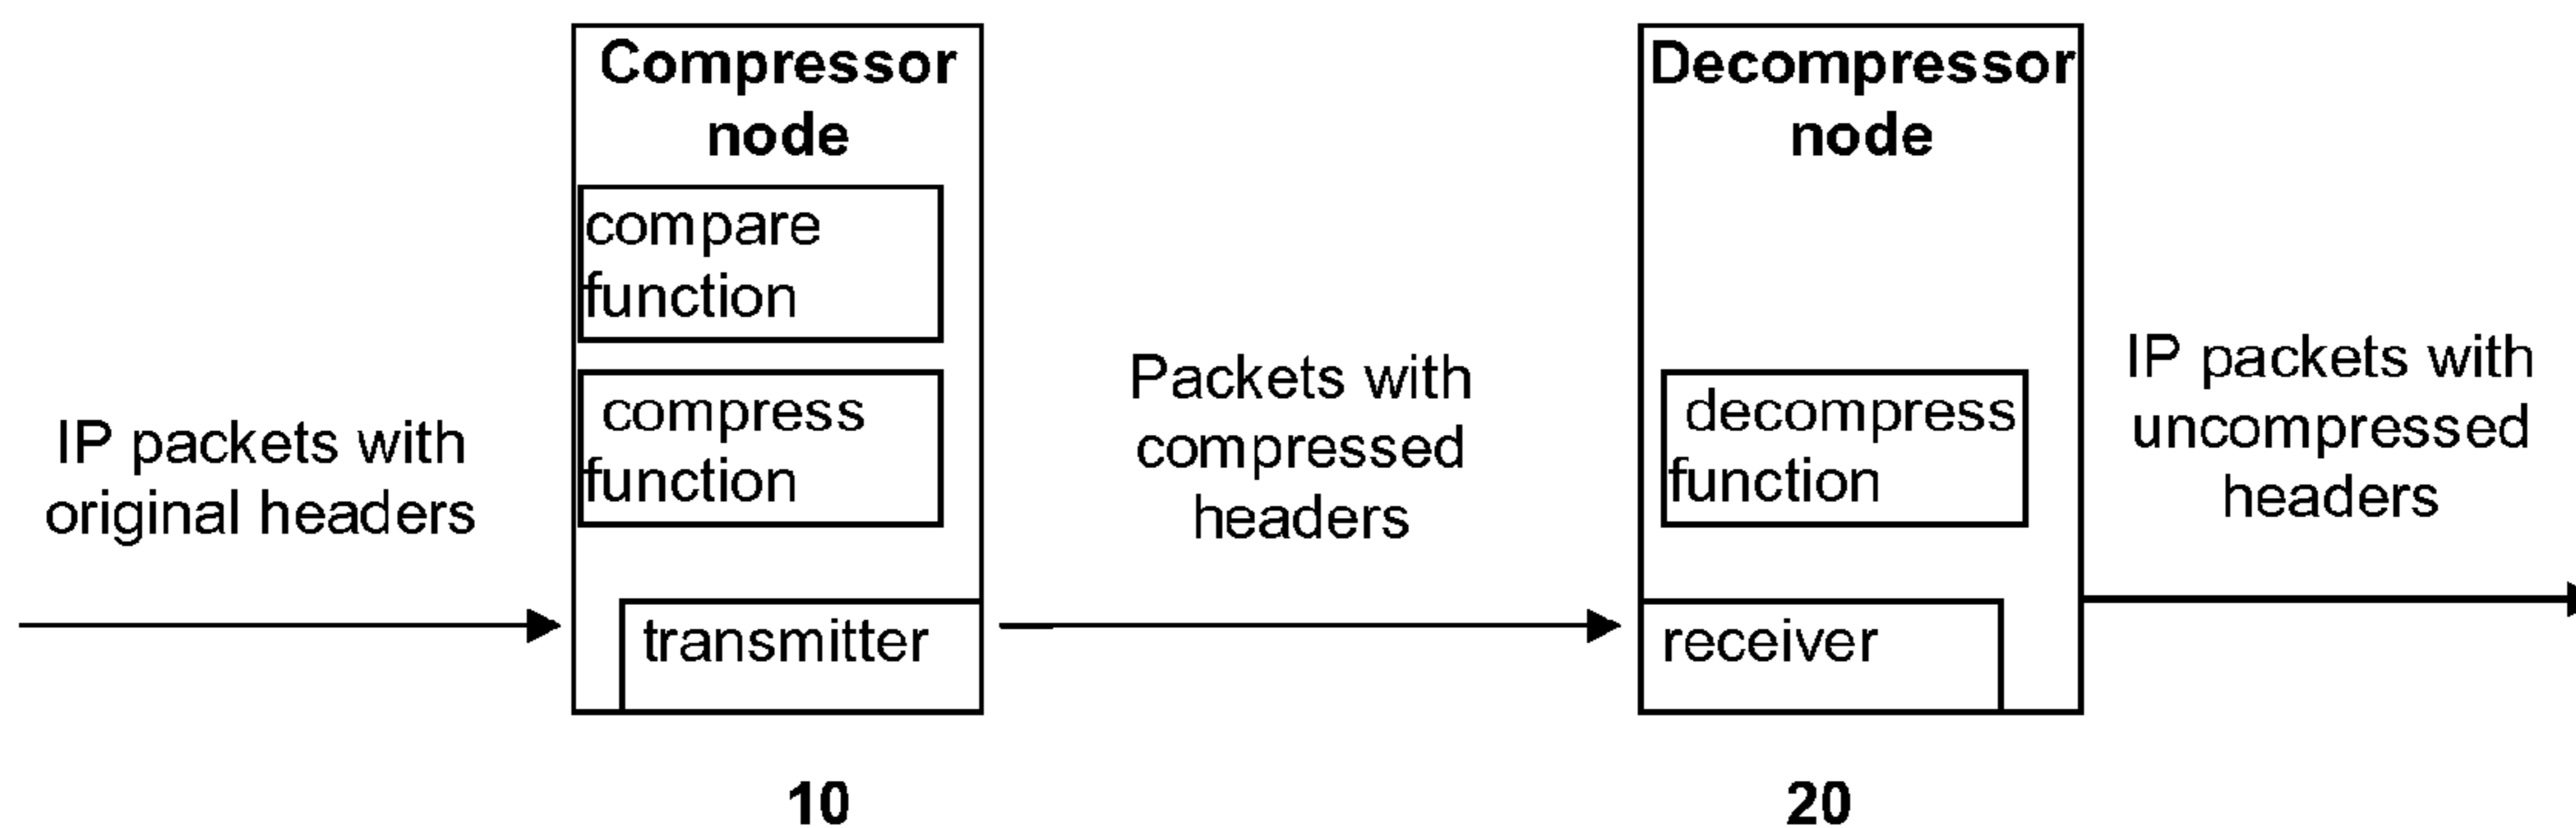 IP packets with
original headers
Compressor
node
compare
function
compress
function
transmitter
10
Packets with
compressed
headers
Decompressor
node
decompress
function
receiver
20
IP packets with
uncompressed
headers